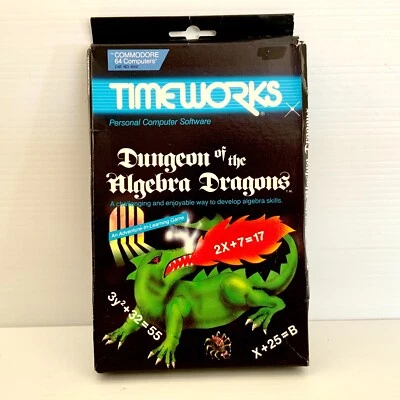 COMMODORE
64 Computers
TIMEWORKS
Personal Computer Software
Dungeon of the
Algebra Dragons
A challenging and enjoyable way to develop algebra skills.
An Adventure-In-Learning Game
2X+7=17
3y²+32=55
X+25=B